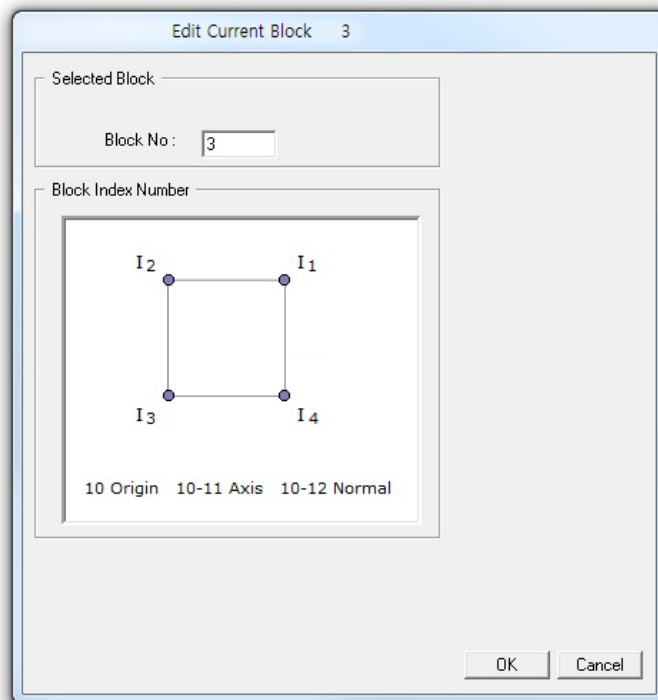 Edit Current Block 3
Selected Block
Block No : 3
Block Index Number
I2 I1
I3 I4
10 Origin 10-11 Axis 10-12 Normal
OK Cancel